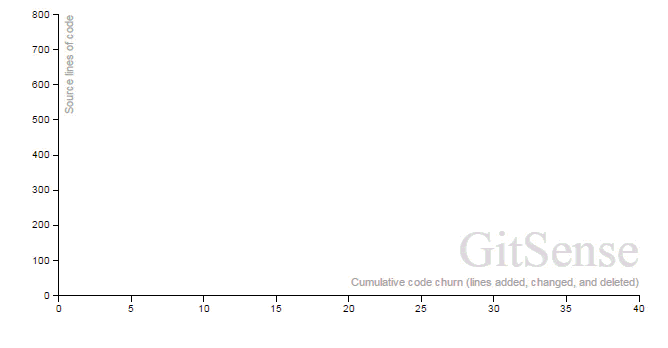 800
Source lines of code
700
600
500
400
300
200
100
0
GitSense
Cumulative code churn (lines added, changed, and deleted)
0 5 10 15 20 25 30 35 40